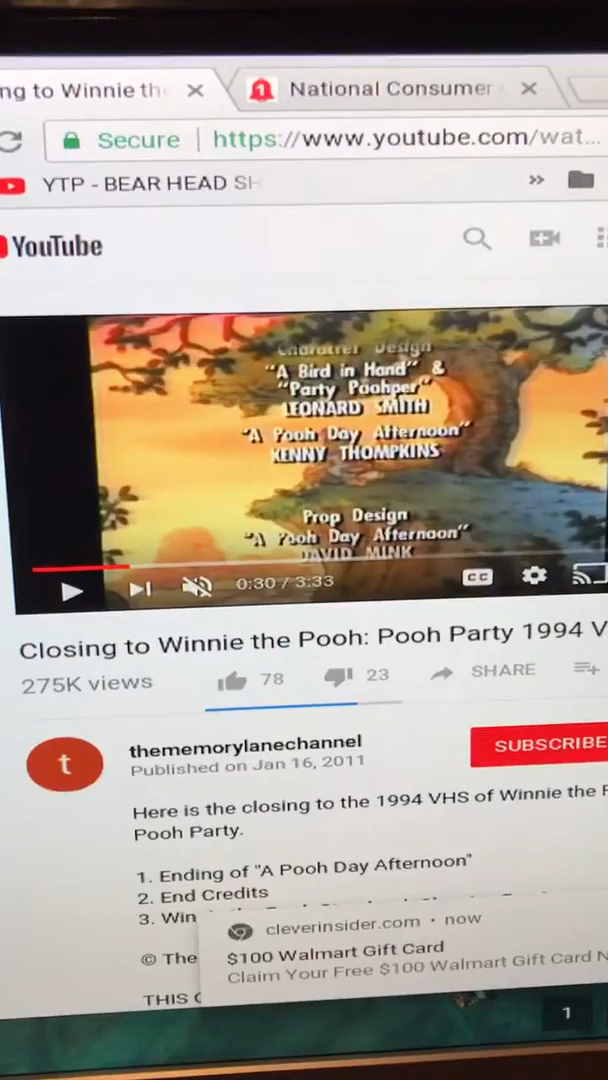 ng to Winnie th
1 National Consumer
Secure | https://www.youtube.com/wat...
YTP - BEAR HEAD SH
YouTube
Character Design
"A Bird in Hand" &
"Party Poohper"
LEONARD SMITH
"A Pooh Day Afternoon"
KENNY THOMPKINS
Prop Design
"A Pooh Day Afternoon"
DAVID MINK
0:30 / 3:33
CC
Closing to Winnie the Pooh: Pooh Party 1994 V
275K views
78
23
SHARE
t
thememorylanechannel
Published on Jan 16, 2011
SUBSCRIBE
Here is the closing to the 1994 VHS of Winnie the P
Pooh Party.
1. Ending of "A Pooh Day Afternoon"
2. End Credits
3. Win
© The
THIS C
cleverinsider.com • now
$100 Walmart Gift Card
Claim Your Free $100 Walmart Gift Card N
1